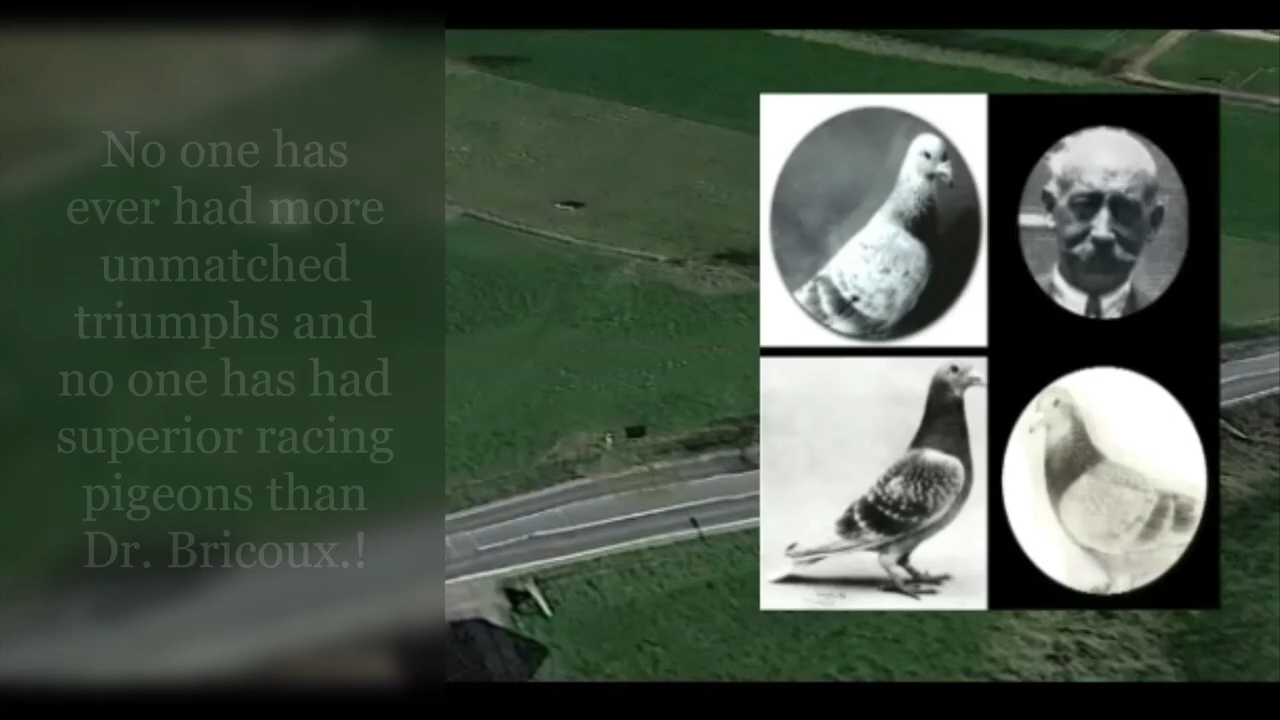 No one has
ever had more
unmatched
triumphs and
no one has had
superior racing
pigeons than
Dr. Bricoux.!